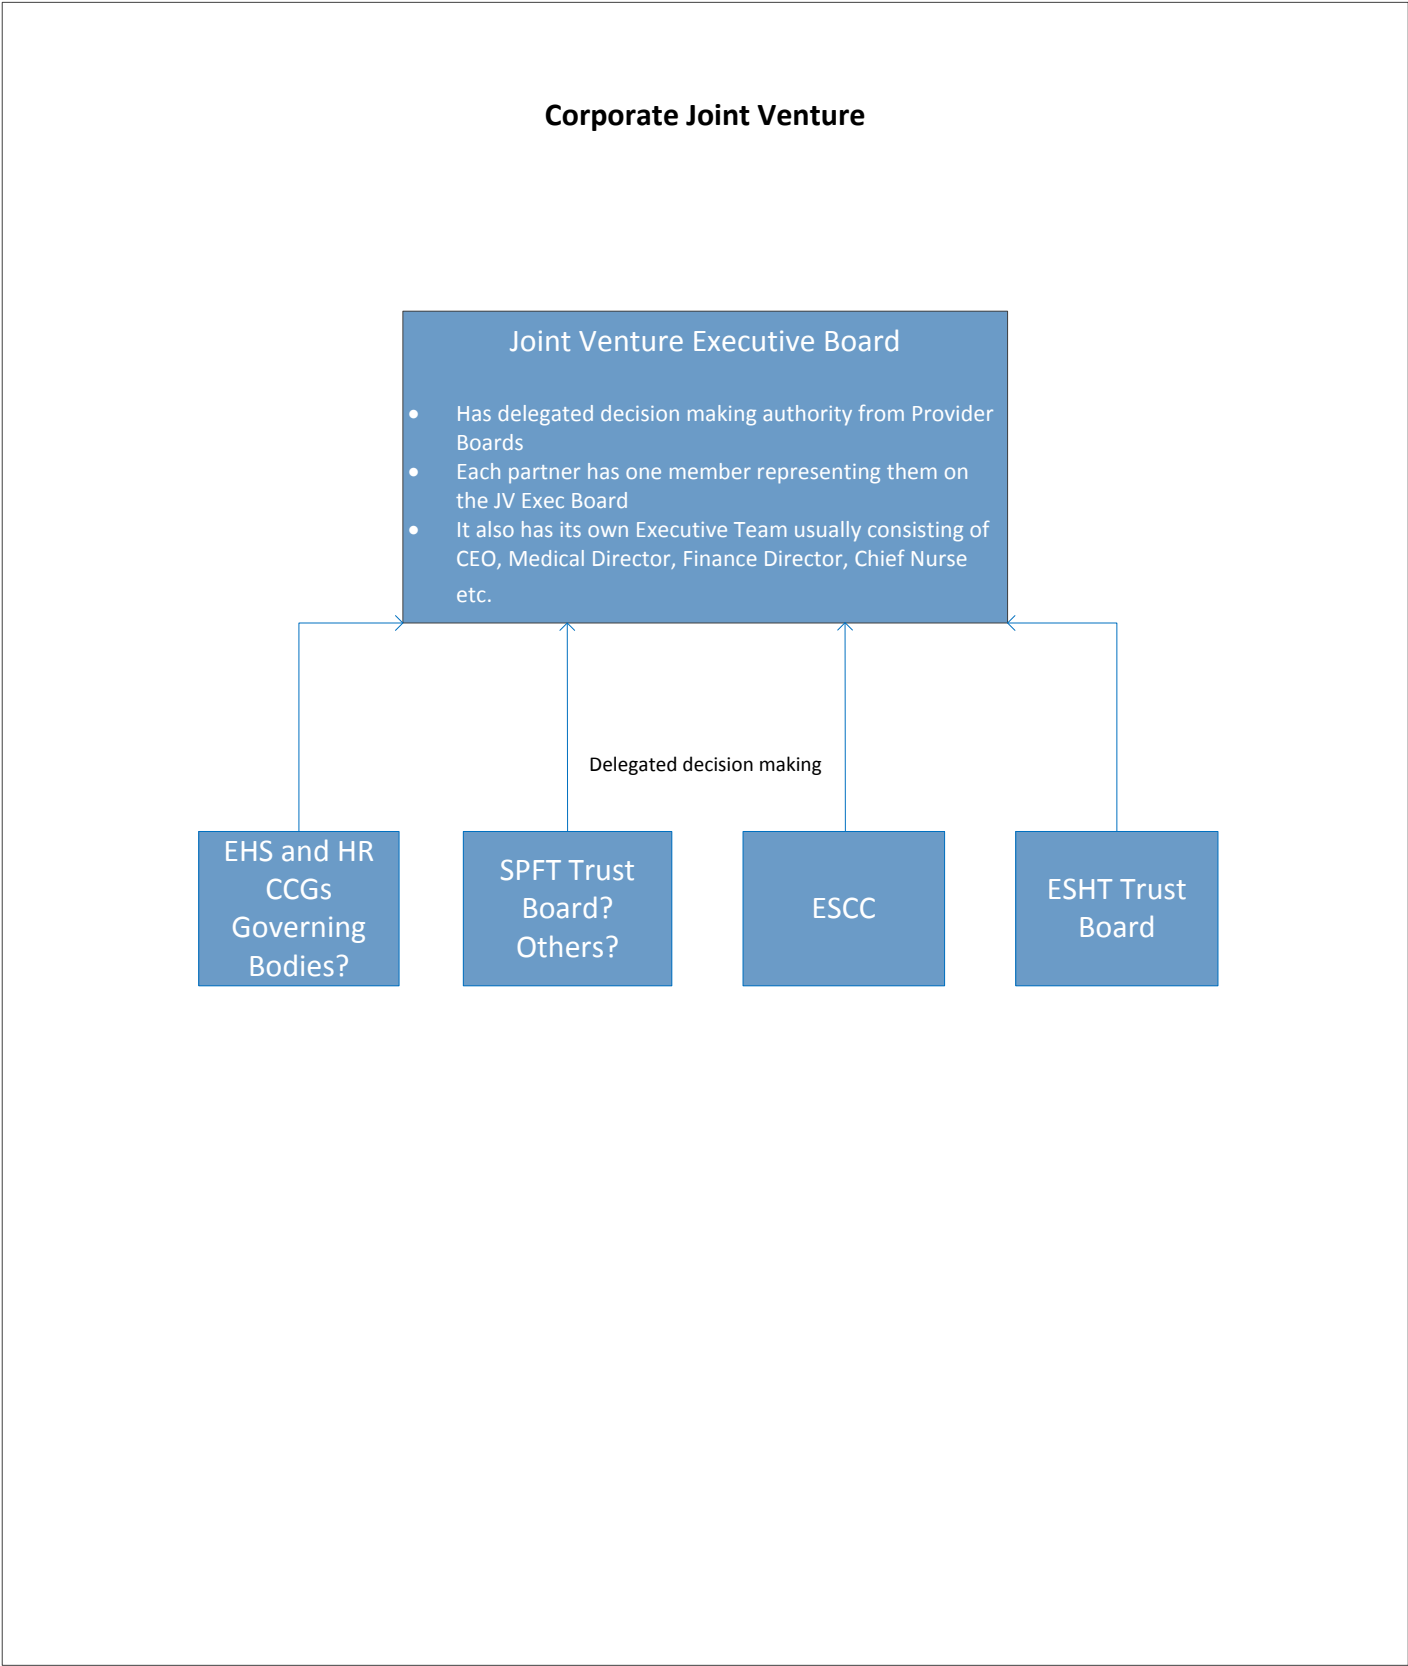 Corporate Joint Venture
Joint Venture Executive Board
• Has delegated decision making authority from Provider
Boards
• Each partner has one member representing them on
the JV Exec Board
• It also has its own Executive Team usually consisting of
CEO, Medical Director, Finance Director, Chief Nurse
etc.
Delegated decision making
EHS and HR
CCGs
Governing
Bodies?
SPFT Trust
Board?
Others?
ESCC
ESHT Trust
Board